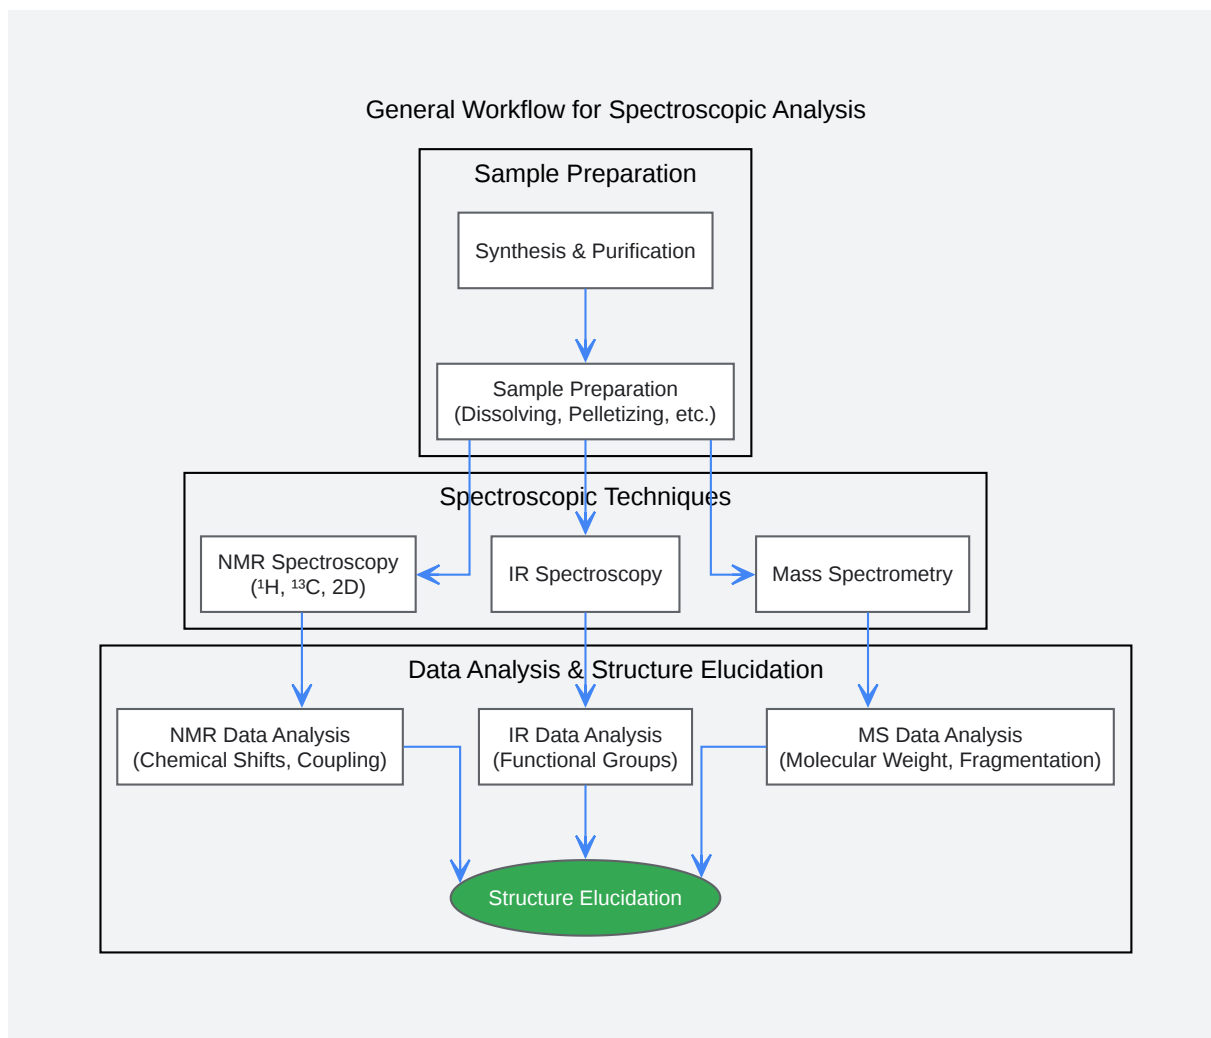 General Workflow for Spectroscopic Analysis
Sample Preparation
Synthesis & Purification
Sample Preparation
(Dissolving, Pelletizing, etc.)
Spectroscopic Techniques
NMR Spectroscopy
(¹H, ¹³C, 2D)
IR Spectroscopy
Mass Spectrometry
Data Analysis & Structure Elucidation
NMR Data Analysis
(Chemical Shifts, Coupling)
IR Data Analysis
(Functional Groups)
MS Data Analysis
(Molecular Weight, Fragmentation)
Structure Elucidation